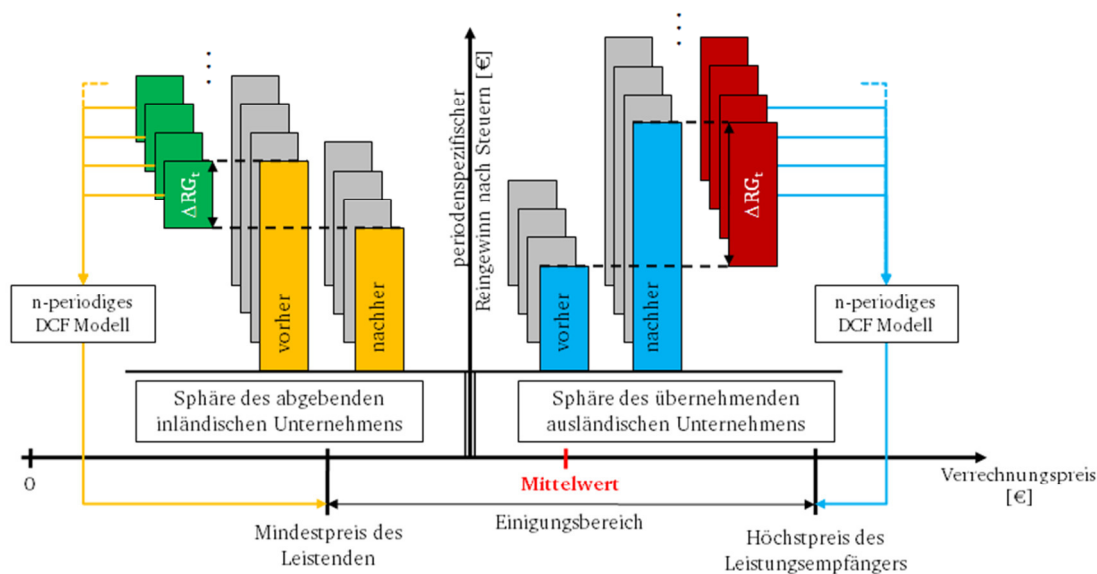 periodenspezifischer
Reingewinn nach Steuern [€]
ΔRGₜ
vorher
nachher
vorher
nachher
ΔRGₜ
n-periodiges
DCF Modell
n-periodiges
DCF Modell
Sphäre des abgebenden
inländischen Unternehmens
Sphäre des übernehmenden
ausländischen Unternehmens
0
Mittelwert
Verrechnungspreis
[€]
Einigungsbereich
Mindestpreis des
Leistenden
Höchstpreis des
Leistungsempfängers